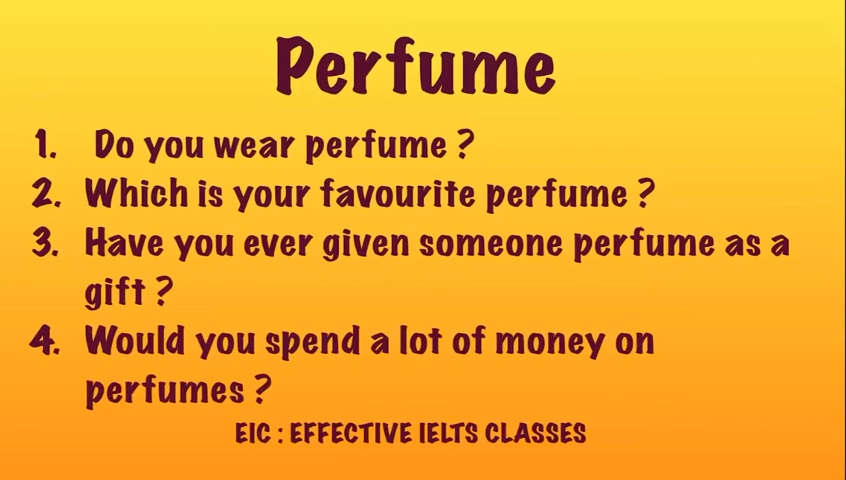 Perfume
1. Do you wear perfume ?
2. Which is your favourite perfume ?
3. Have you ever given someone perfume as a
gift ?
4. Would you spend a lot of money on
perfumes ?
EIC : EFFECTIVE IELTS CLASSES